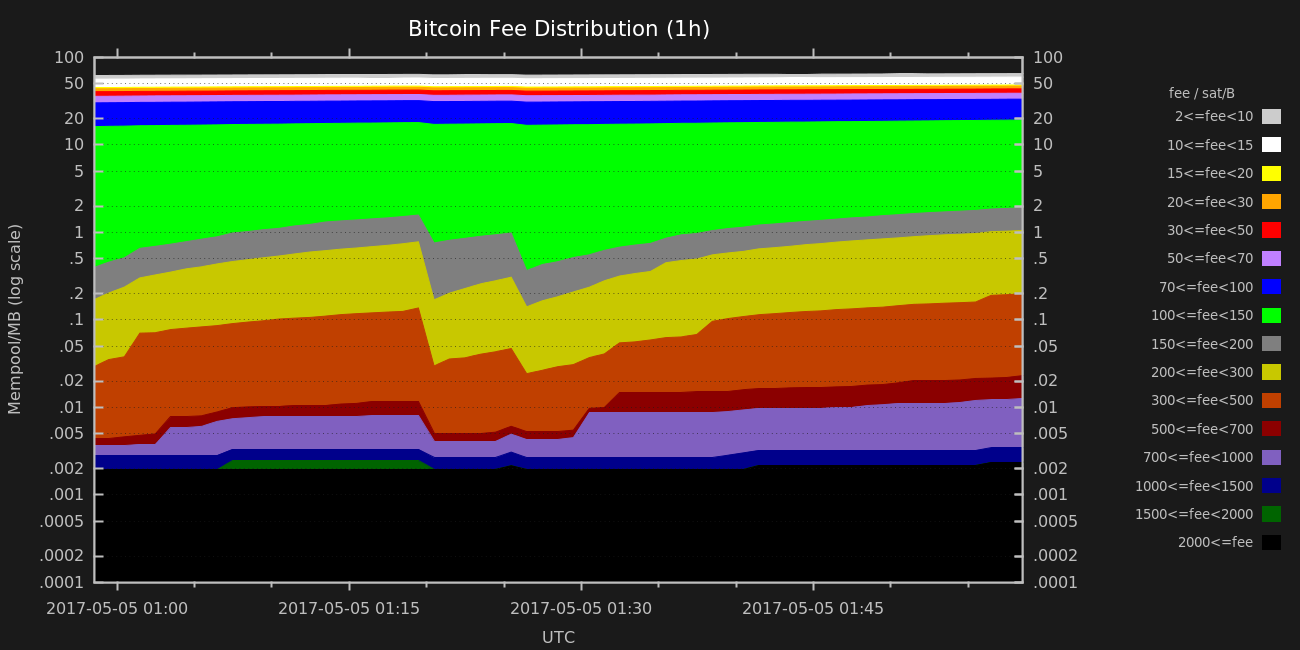 Bitcoin Fee Distribution (1h)
100
50
20
10
5
2
1
.5
.2
.1
.05
.02
.01
.005
.002
.001
.0005
.0002
.0001
Mempool/MB (log scale)
100
50
20
10
5
2
1
.5
.2
.1
.05
.02
.01
.005
.002
.001
.0005
.0002
.0001
2017-05-05 01:00
2017-05-05 01:15
2017-05-05 01:30
2017-05-05 01:45
UTC
fee / sat/B
2<=fee<10
10<=fee<15
15<=fee<20
20<=fee<30
30<=fee<50
50<=fee<70
70<=fee<100
100<=fee<150
150<=fee<200
200<=fee<300
300<=fee<500
500<=fee<700
700<=fee<1000
1000<=fee<1500
1500<=fee<2000
2000<=fee